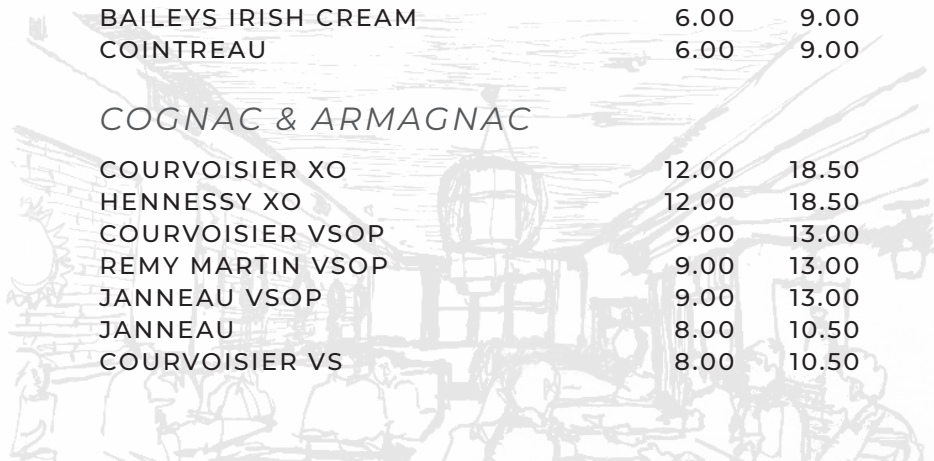 BAILEYS IRISH CREAM 6.00 9.00
COINTREAU 6.00 9.00
COGNAC & ARMAGNAC
COURVOISIER XO 12.00 18.50
HENNESSY XO 12.00 18.50
COURVOISIER VSOP 9.00 13.00
REMY MARTIN VSOP 9.00 13.00
JANNEAU VSOP 9.00 13.00
JANNEAU 8.00 10.50
COURVOISIER VS 8.00 10.50